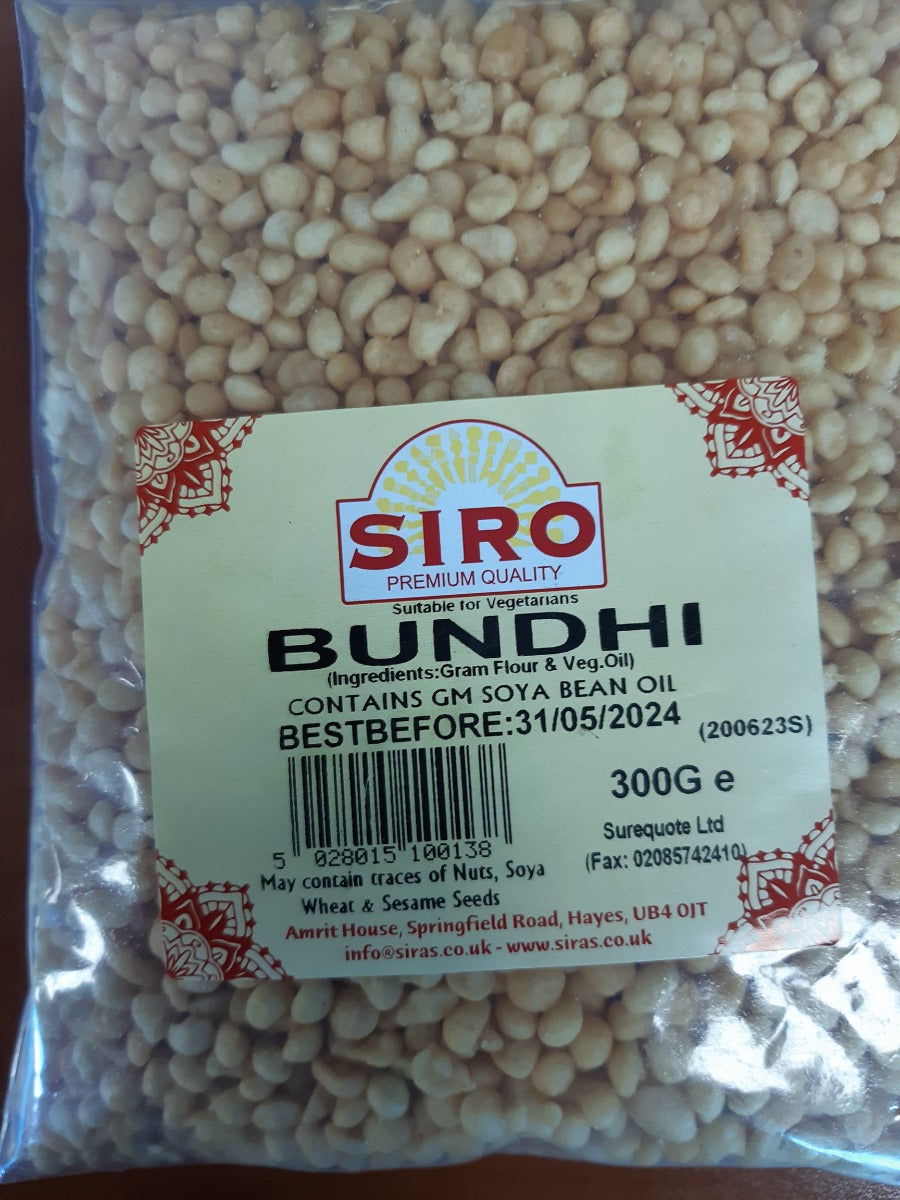 SIRO
PREMIUM QUALITY
Suitable for Vegetarians
BUNDHI
(Ingredients:Gram Flour & Veg.Oil)
CONTAINS GM SOYA BEAN OIL
BESTBEFORE:31/05/2024 (200623S)
300G e
Surequote Ltd
(Fax: 02085742410)
5 028015 100138
May contain traces of Nuts, Soya
Wheat & Sesame Seeds
Amrit House, Springfield Road, Hayes, UB4 0JT
info@siras.co.uk - www.siras.co.uk